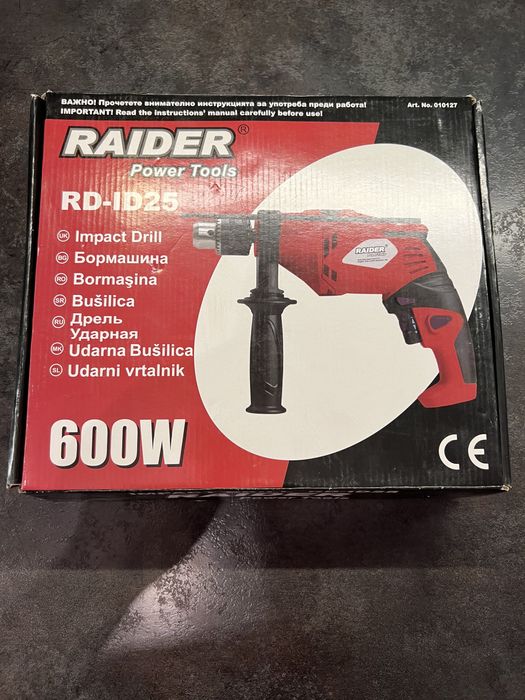 ВАЖНО! Прочетете внимателно инструкцията за употреба преди работа!
IMPORTANT! Read the instructions' manual carefully before use!
Art. No. 010127
RAIDER®
Power Tools
RD-ID25
UK Impact Drill
BG Бормашина
RO Bormaşina
SR Bušilica
RU Дрель
Ударная
MK Udarna Bušilica
SL Udarni vrtalnik
RAIDER
600W
CE